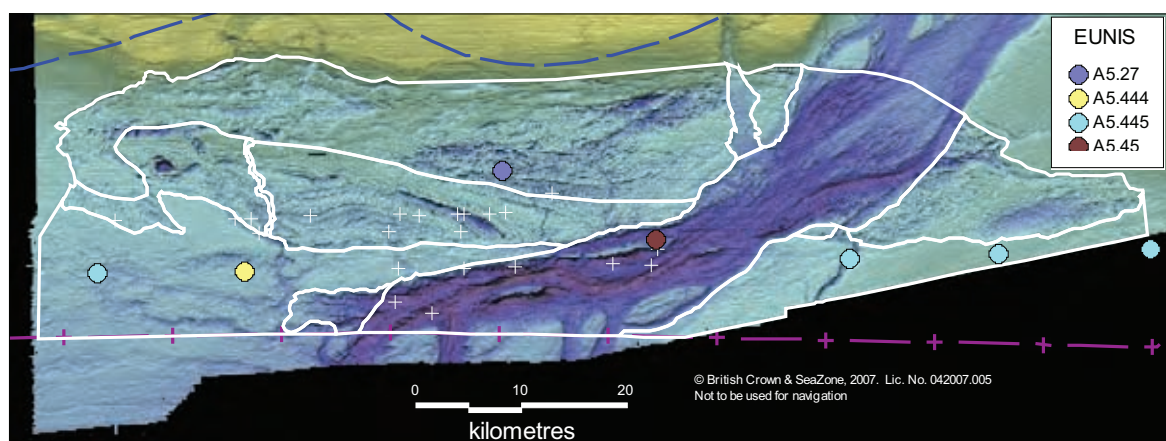 EUNIS
A5.27
A5.444
A5.445
A5.45
0 10 20
kilometres
© British Crown & SeaZone, 2007. Lic. No. 042007.005
Not to be used for navigation